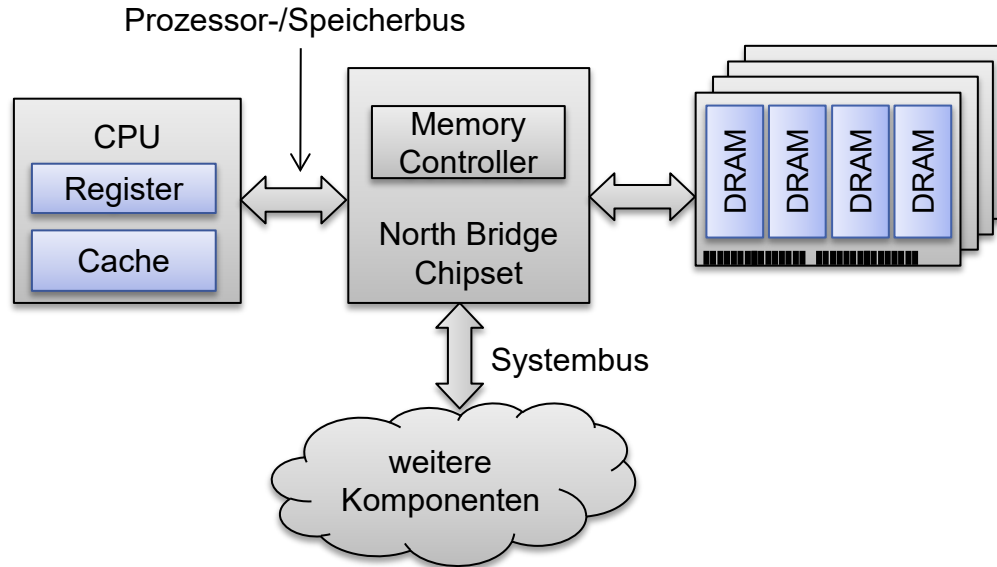 Prozessor-/Speicherbus
CPU
Register
Cache
Memory
Controller
North Bridge
Chipset
DRAM
DRAM
DRAM
DRAM
Systembus
weitere
Komponenten